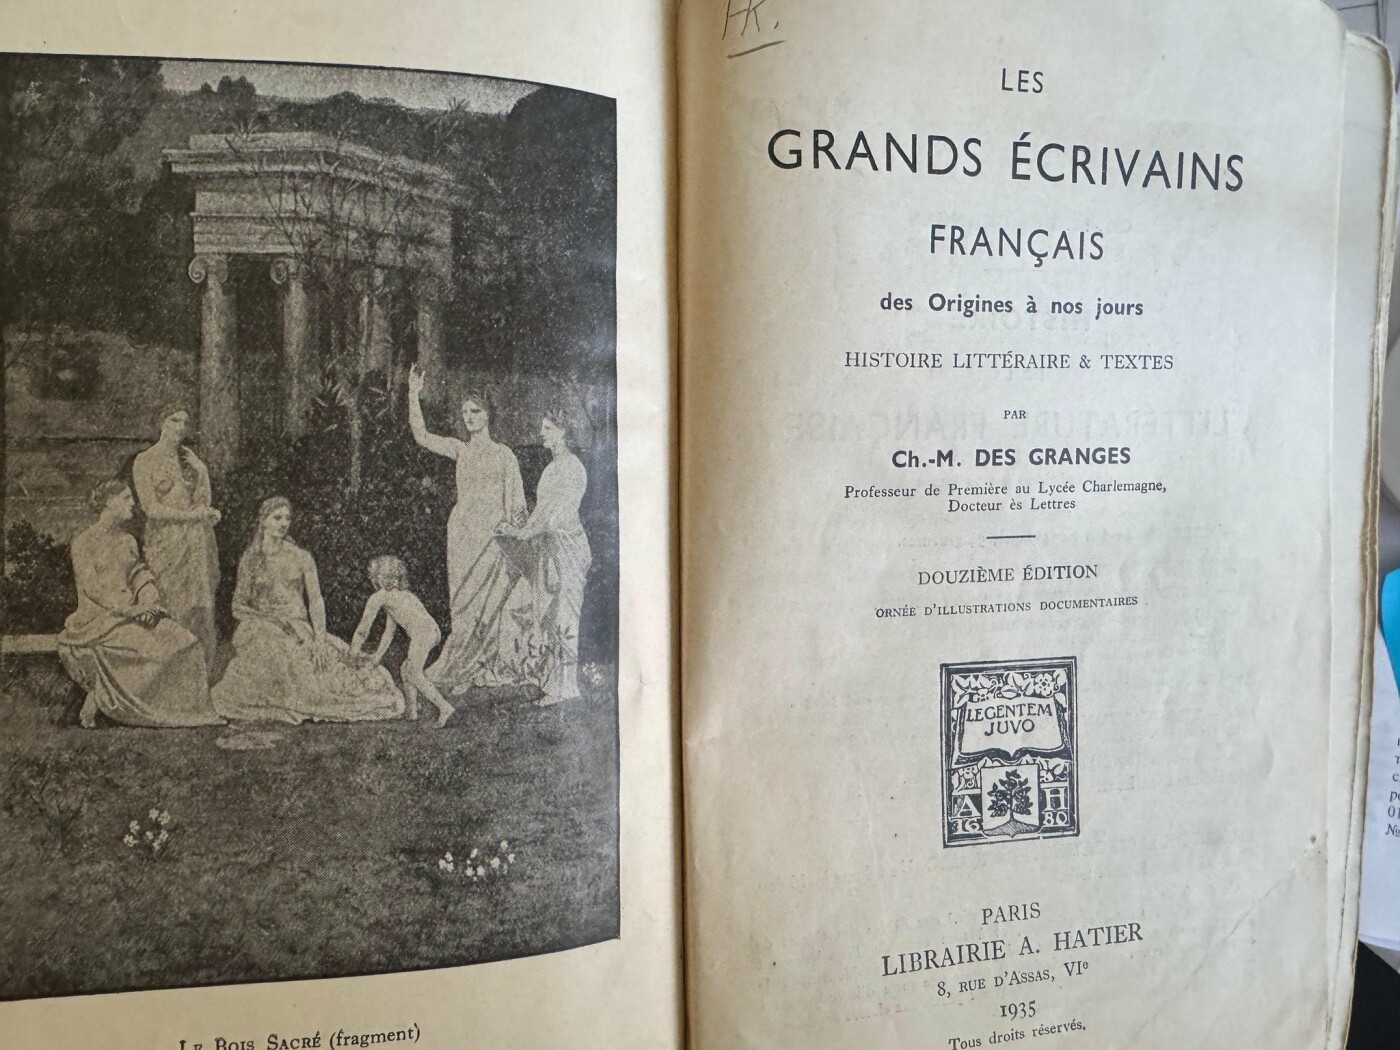 Le Bois Sacré (fragment)
HK.
LES
GRANDS ÉCRIVAINS
FRANÇAIS
des Origines à nos jours
HISTOIRE LITTÉRAIRE & TEXTES
PAR
Ch.-M. DES GRANGES
Professeur de Première au Lycée Charlemagne,
Docteur ès Lettres
DOUZIÈME ÉDITION
ORNÉE D'ILLUSTRATIONS DOCUMENTAIRES
LEGENTEM
JUVO
A H
16 80
PARIS
LIBRAIRIE A. HATIER
8, RUE D'ASSAS, VIe
1935
Tous droits réservés.